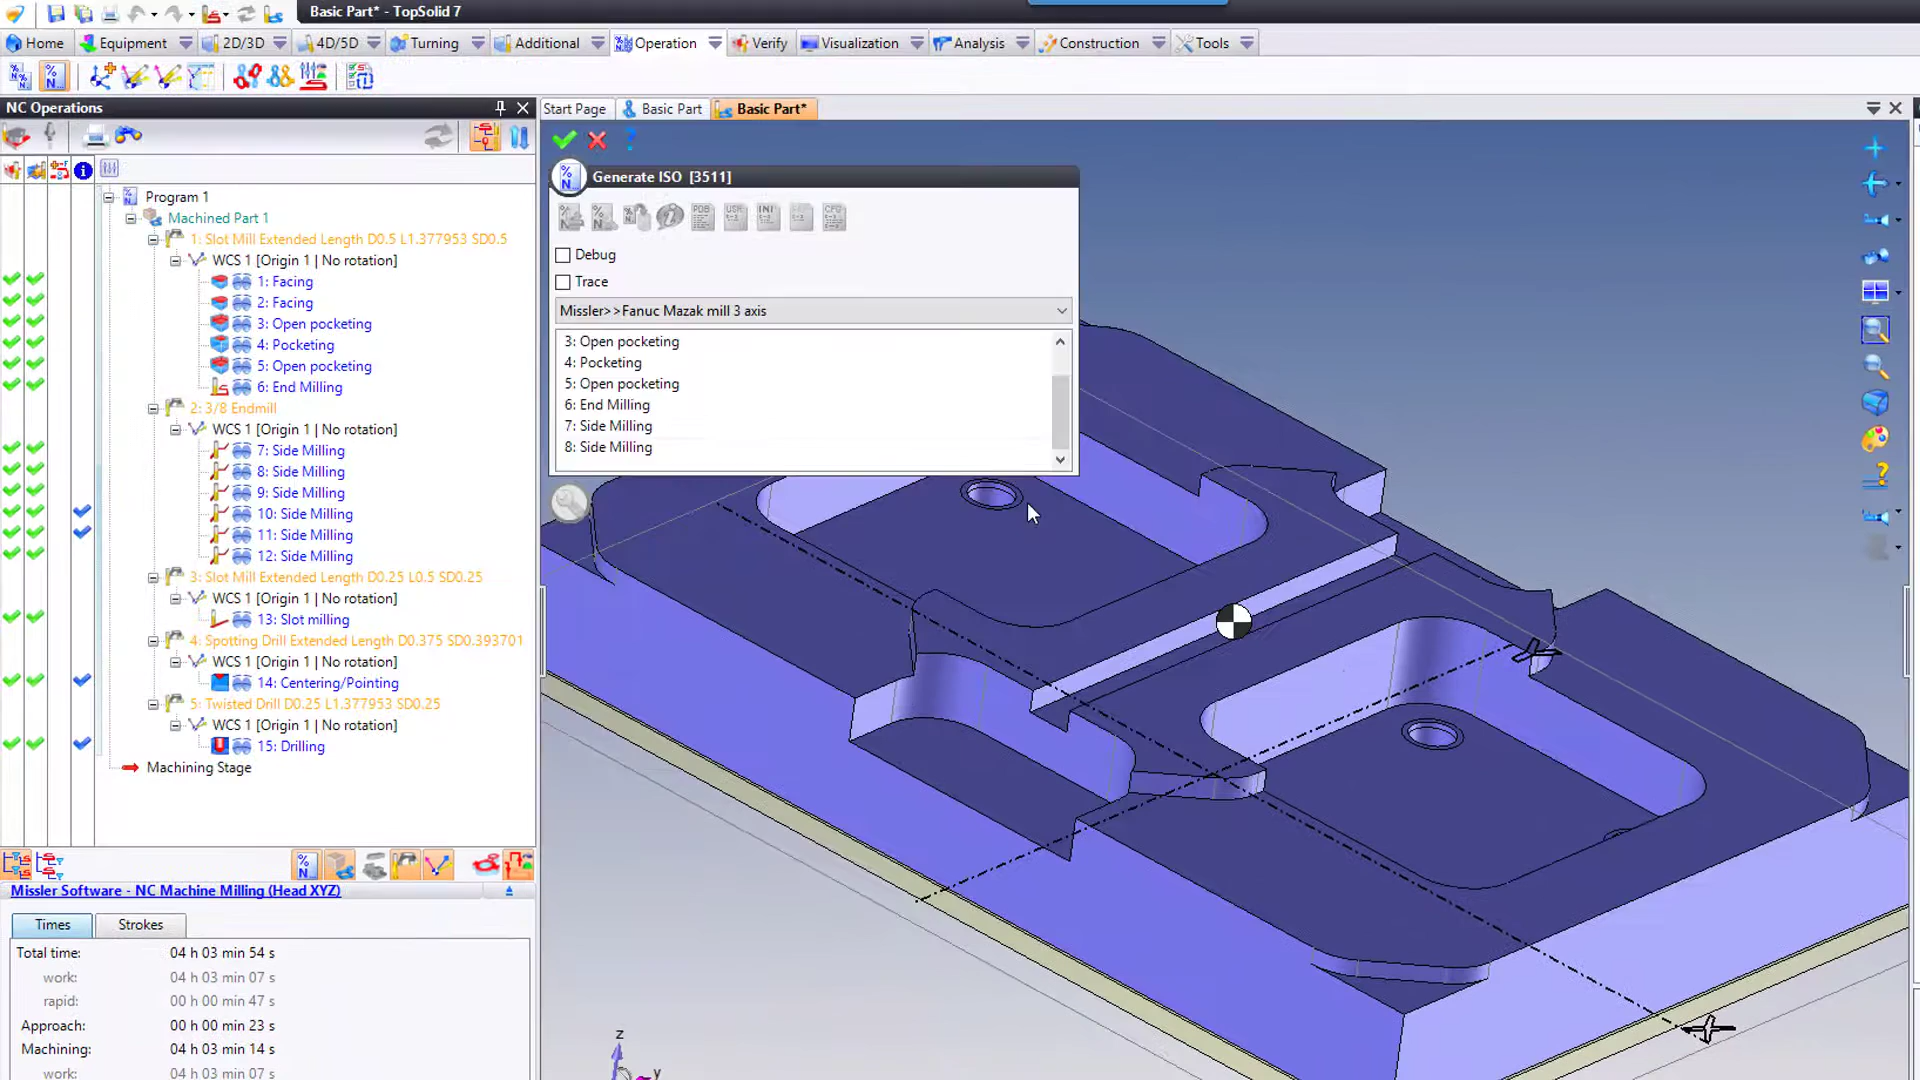 Basic Part* - TopSolid 7
Home Equipment 2D/3D 4D/5D Turning Additional Operation Verify Visualization Analysis Construction Tools
NC Operations
Start Page Basic Part Basic Part*
Generate ISO [3511]
Debug
Trace
Missler>>Fanuc Mazak mill 3 axis
3: Open pocketing
4: Pocketing
5: Open pocketing
6: End Milling
7: Side Milling
8: Side Milling
Program 1
Machined Part 1
1: Slot Mill Extended Length D0.5 L1.377953 SD0.5
WCS 1 [Origin 1 | No rotation]
1: Facing
2: Facing
3: Open pocketing
4: Pocketing
5: Open pocketing
6: End Milling
2: 3/8 Endmill
WCS 1 [Origin 1 | No rotation]
7: Side Milling
8: Side Milling
9: Side Milling
10: Side Milling
11: Side Milling
12: Side Milling
3: Slot Mill Extended Length D0.25 L0.5 SD0.25
WCS 1 [Origin 1 | No rotation]
13: Slot milling
4: Spotting Drill Extended Length D0.375 SD0.393701
WCS 1 [Origin 1 | No rotation]
14: Centering/Pointing
5: Twisted Drill D0.25 L1.377953 SD0.25
WCS 1 [Origin 1 | No rotation]
15: Drilling
Machining Stage
Missler Software - NC Machine Milling (Head XYZ)
Times Strokes
Total time: 04 h 03 min 54 s
work: 04 h 03 min 07 s
rapid: 00 h 00 min 47 s
Approach: 00 h 00 min 23 s
Machining: 04 h 03 min 14 s
work: 04 h 03 min 07 s
z
y